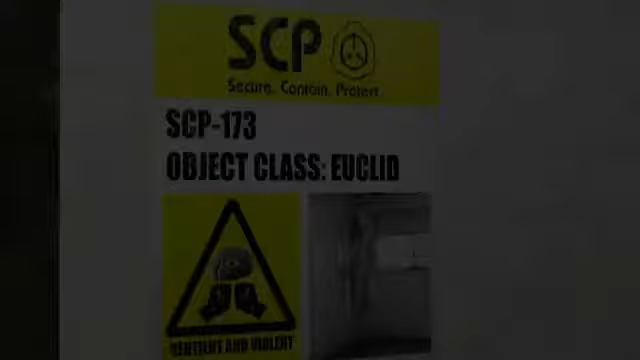 SCP
Secure. Contain. Protect.
SCP-173
OBJECT CLASS: EUCLID
SENTIENT AND VIOLENT